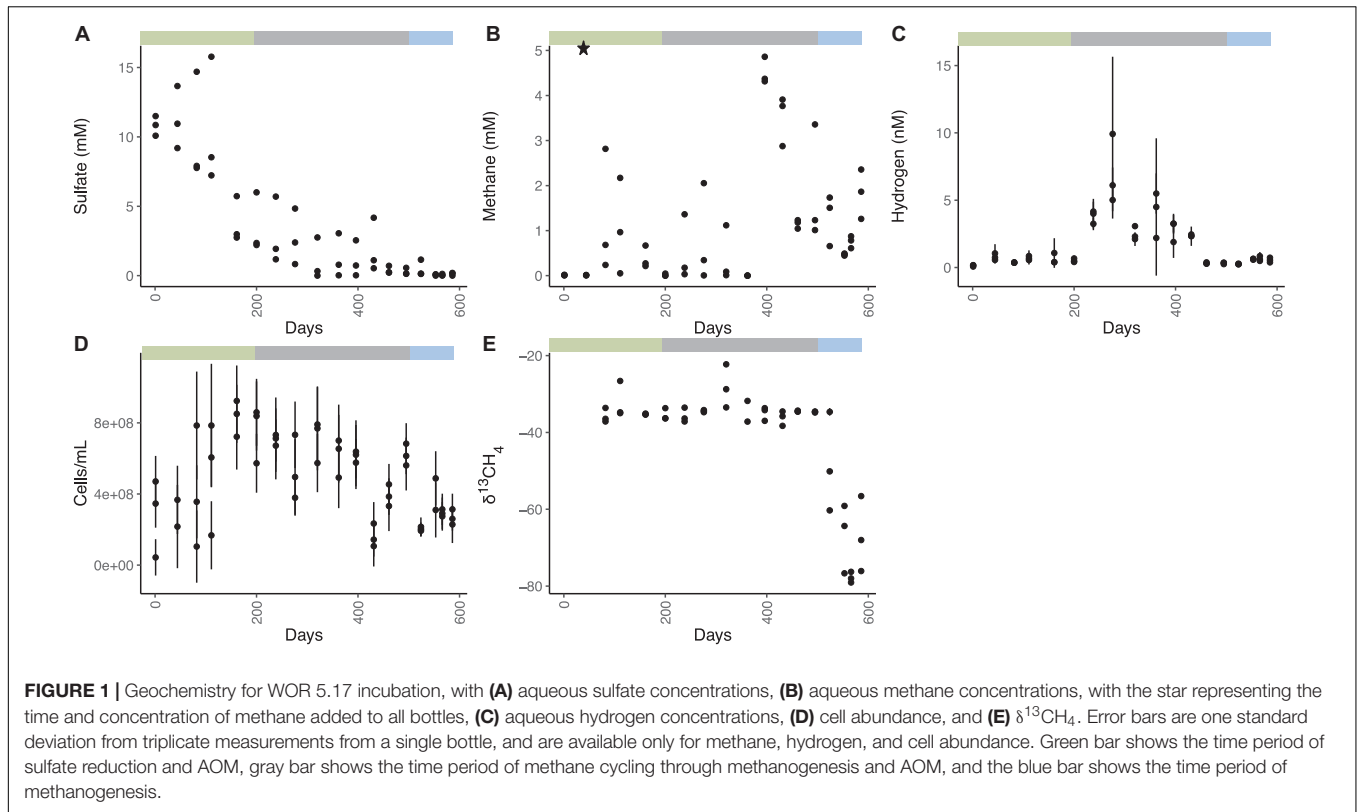 A
Sulfate (mM)
15
10
5
0
0
200
400
600
Days
B
Methane (mM)
5
4
3
2
1
0
0
200
400
600
Days
C
Hydrogen (nM)
15
10
5
0
0
200
400
600
Days
D
Cells/mL
8e+08
4e+08
0e+00
0
200
400
600
Days
E
δ¹³CH₄
−20
−40
−60
−80
0
200
400
600
Days
FIGURE 1 | Geochemistry for WOR 5.17 incubation, with (A) aqueous sulfate concentrations, (B) aqueous methane concentrations, with the star representing the
time and concentration of methane added to all bottles, (C) aqueous hydrogen concentrations, (D) cell abundance, and (E) δ¹³CH₄. Error bars are one standard
deviation from triplicate measurements from a single bottle, and are available only for methane, hydrogen, and cell abundance. Green bar shows the time period of
sulfate reduction and AOM, gray bar shows the time period of methane cycling through methanogenesis and AOM, and the blue bar shows the time period of
methanogenesis.